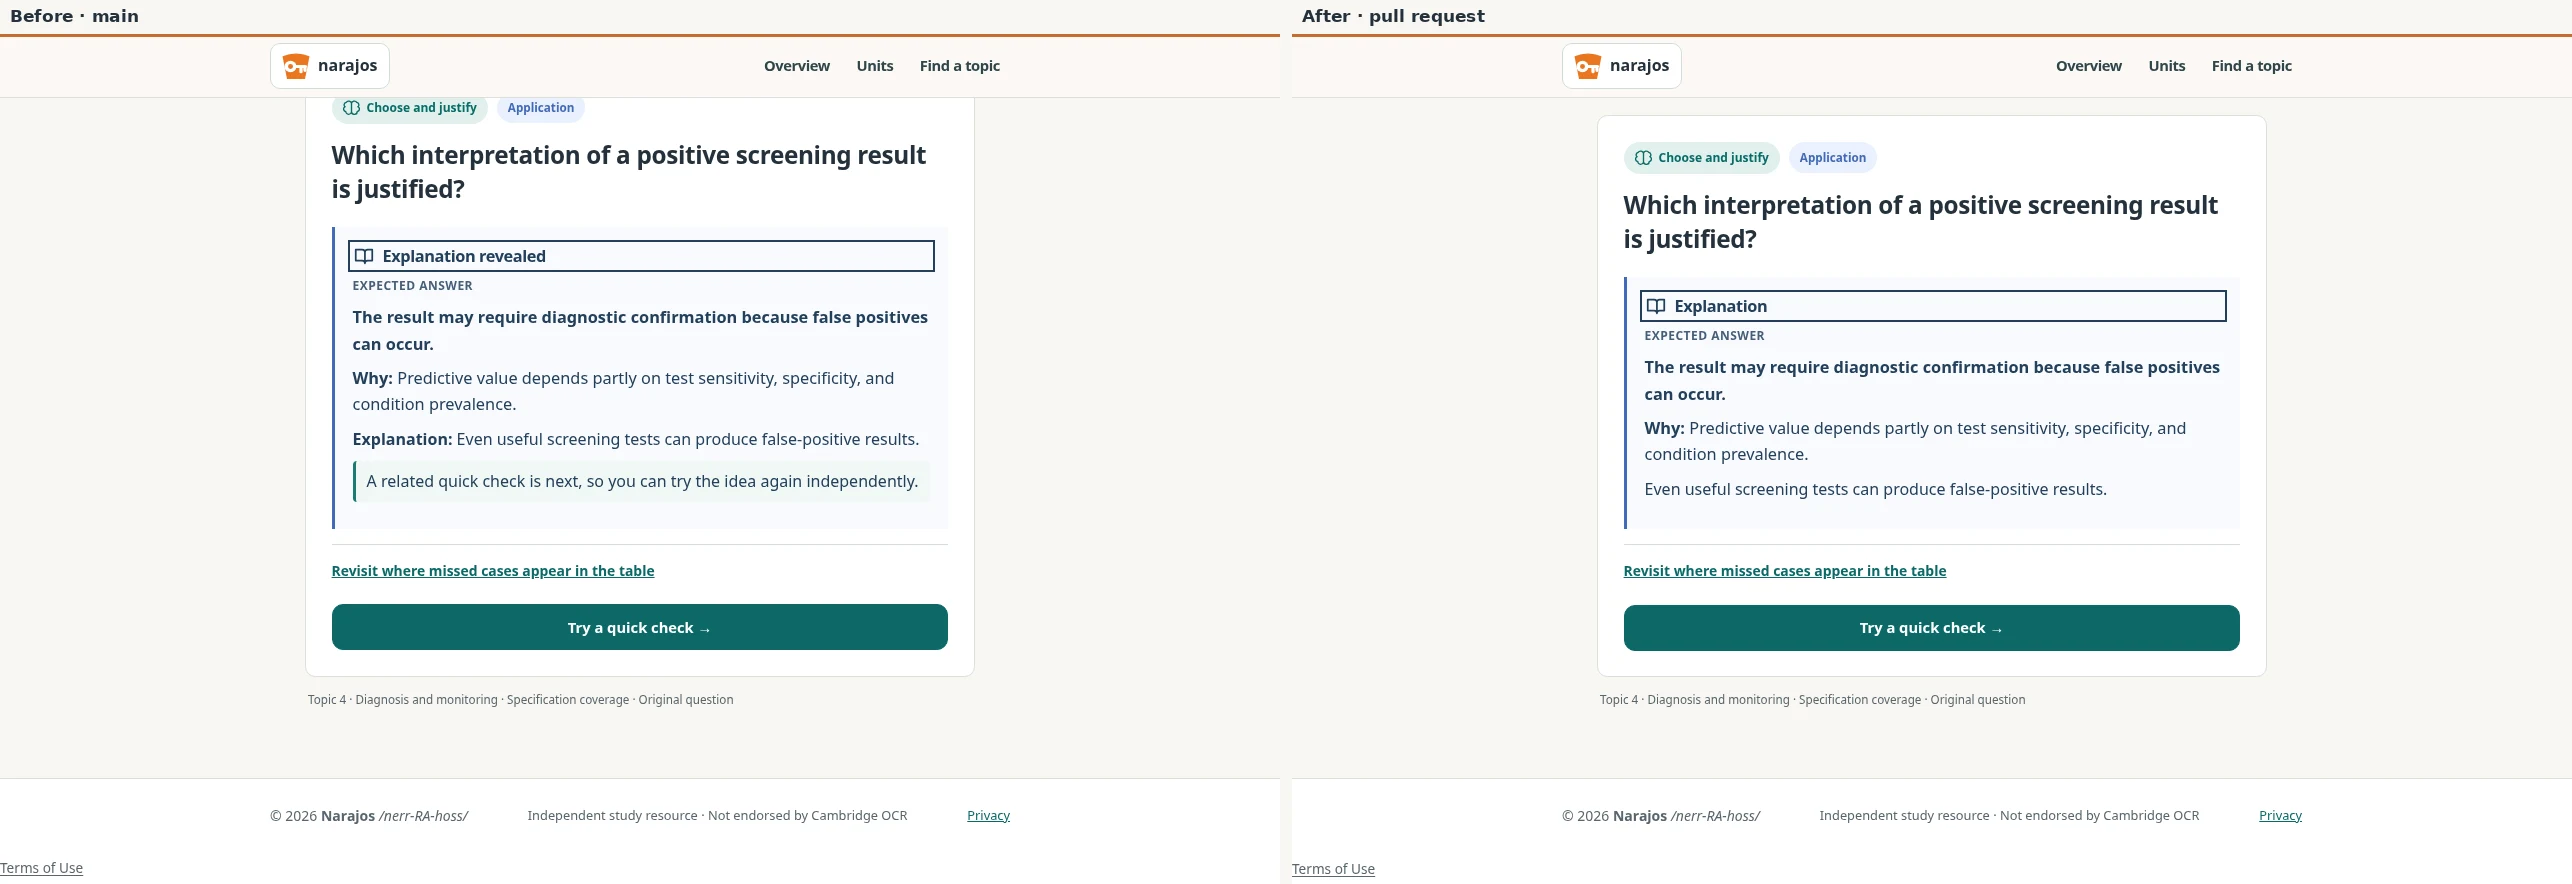 Before · main
narajos
Overview Units Find a topic
Choose and justify Application
Which interpretation of a positive screening result
is justified?
Explanation revealed
EXPECTED ANSWER
The result may require diagnostic confirmation because false positives
can occur.
Why: Predictive value depends partly on test sensitivity, specificity, and
condition prevalence.
Explanation: Even useful screening tests can produce false-positive results.
A related quick check is next, so you can try the idea again independently.
Revisit where missed cases appear in the table
Try a quick check →
Topic 4 · Diagnosis and monitoring · Specification coverage · Original question
© 2026 Narajos /nerr-RA-hoss/ Independent study resource · Not endorsed by Cambridge OCR Privacy
Terms of Use
After · pull request
narajos
Overview Units Find a topic
Choose and justify Application
Which interpretation of a positive screening result
is justified?
Explanation
EXPECTED ANSWER
The result may require diagnostic confirmation because false positives
can occur.
Why: Predictive value depends partly on test sensitivity, specificity, and
condition prevalence.
Even useful screening tests can produce false-positive results.
Revisit where missed cases appear in the table
Try a quick check →
Topic 4 · Diagnosis and monitoring · Specification coverage · Original question
© 2026 Narajos /nerr-RA-hoss/ Independent study resource · Not endorsed by Cambridge OCR Privacy
Terms of Use